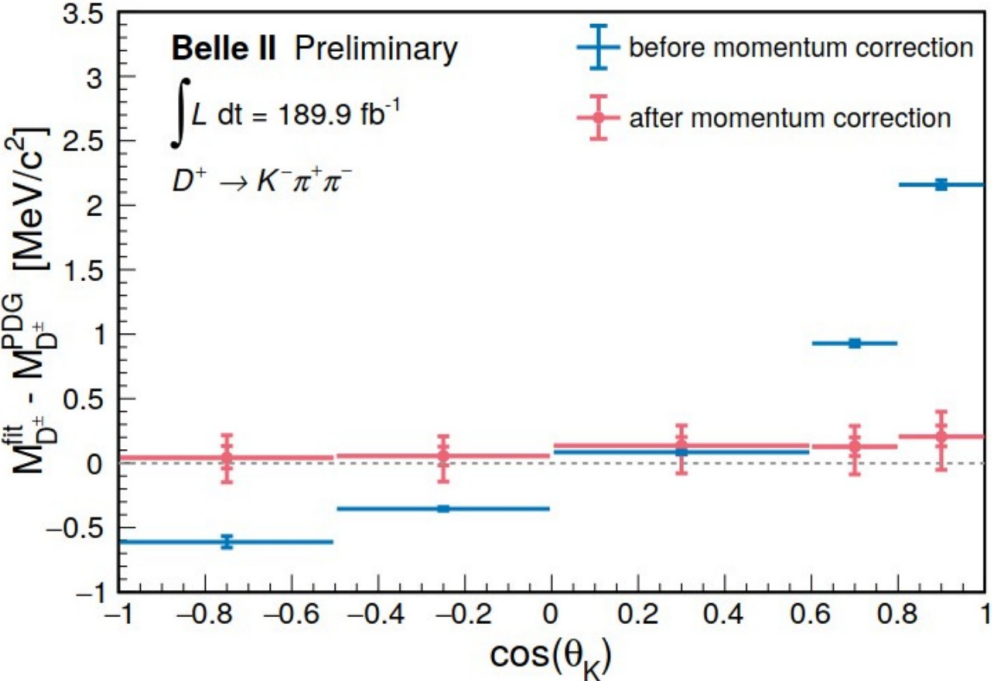 Belle II Preliminary
∫L dt = 189.9 fb⁻¹
D⁺ → K⁻π⁺π⁻
before momentum correction
after momentum correction
M^fit_D± - M^PDG_D± [MeV/c²]
3.5
3
2.5
2
1.5
1
0.5
0
−0.5
−1
−1 −0.8 −0.6 −0.4 −0.2 0 0.2 0.4 0.6 0.8 1
cos(θ_K)